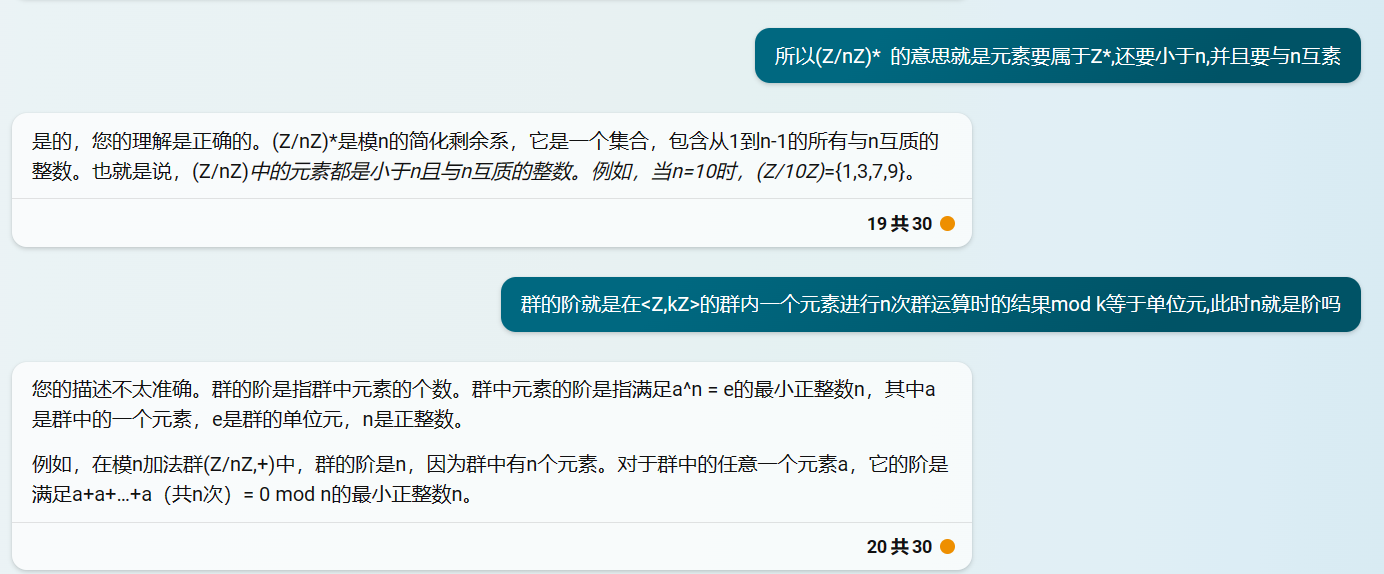 所以(Z/nZ)* 的意思就是元素要属于Z*,还要小于n,并且要与n互素
是的，您的理解是正确的。(Z/nZ)*是模n的简化剩余系，它是一个集合，包含从1到n-1的所有与n互质的
整数。也就是说，(Z/nZ)中的元素都是小于n且与n互质的整数。例如，当n=10时，(Z/10Z)={1,3,7,9}。
19 共 30
群的阶就是在<Z,kZ>的群内一个元素进行n次群运算时的结果mod k等于单位元,此时n就是阶吗
您的描述不太准确。群的阶是指群中元素的个数。群中元素的阶是指满足a^n = e的最小正整数n，其中a
是群中的一个元素，e是群的单位元，n是正整数。
例如，在模n加法群(Z/nZ,+)中，群的阶是n，因为群中有n个元素。对于群中的任意一个元素a，它的阶是
满足a+a+…+a（共n次）= 0 mod n的最小正整数n。
20 共 30